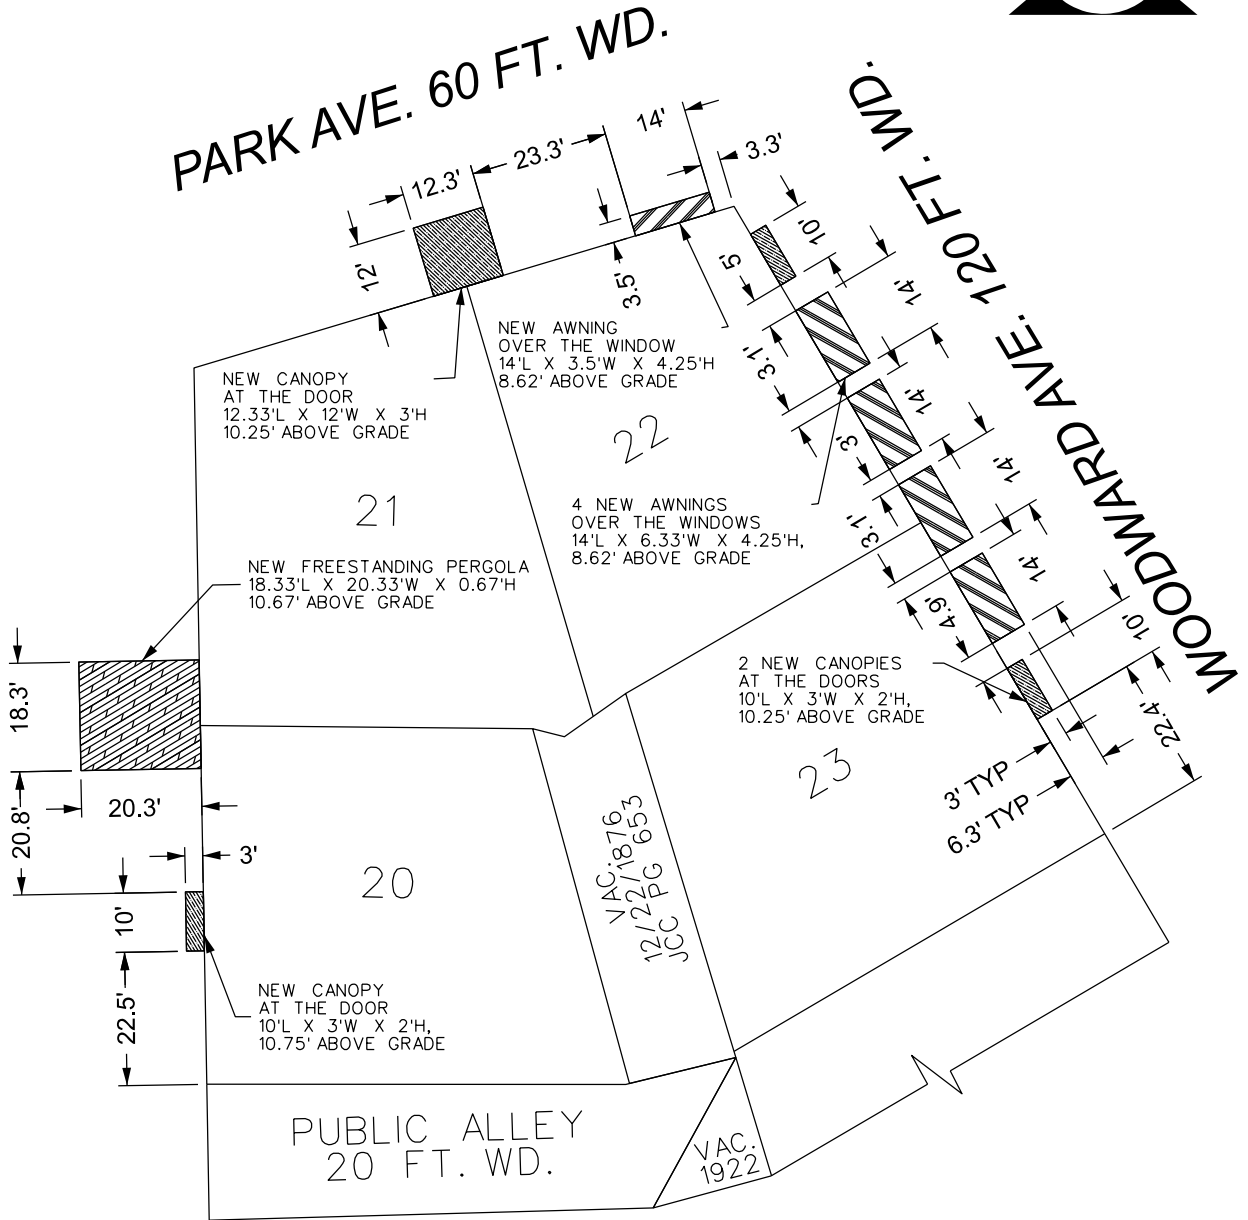 PARK AVE. 60 FT. WD.
WOODWARD AVE. 120 FT. WD.
14'
3.3'
23.3'
12.3'
12'
3.5'
5'
10'
14'
3.1'
14'
3'
14'
3.1'
14'
4.9'
10'
22.4'
3' TYP
6.3' TYP
NEW AWNING
OVER THE WINDOW
14'L X 3.5'W X 4.25'H
8.62' ABOVE GRADE
NEW CANOPY
AT THE DOOR
12.33'L X 12'W X 3'H
10.25' ABOVE GRADE
22
21
4 NEW AWNINGS
OVER THE WINDOWS
14'L X 6.33'W X 4.25'H,
8.62' ABOVE GRADE
NEW FREESTANDING PERGOLA
18.33'L X 20.33'W X 0.67'H
10.67' ABOVE GRADE
2 NEW CANOPIES
AT THE DOORS
10'L X 3'W X 2'H,
10.25' ABOVE GRADE
23
18.3'
20.3'
20.8'
3'
10'
22.5'
20
VAC.
12/22/1876
JCC PG 653
NEW CANOPY
AT THE DOOR
10'L X 3'W X 2'H,
10.75' ABOVE GRADE
PUBLIC ALLEY
20 FT. WD.
VAC.
1922